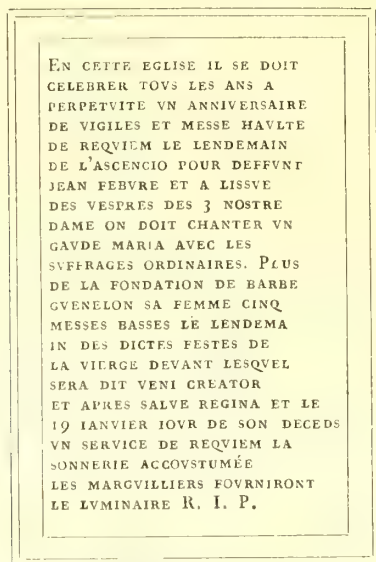 EN CETTE EGLISE IL SE DOIT
CELEBRER TOVS LES ANS A
PERPETVITE VN ANNIVERSAIRE
DE VIGILES ET MESSE HAVLTE
DE REQVIEM LE LENDEMAIN
DE L'ASCENCIO POUR DEFFVNT
JEAN FEBVRE ET A LISSVE
DES VESPRES DES 3 NOSTRE
DAME ON DOIT CHANTER VN
GAVDE MARIA AVEC LES
SVFFRAGES ORDINAIRES. PLUS
DE LA FONDATION DE BARBE
GVENELON SA FEMME CINQ
MESSES BASSES LE LENDEMA
IN DES DICTES FESTES DE
LA VIERGE DEVANT LESQVEL
SERA DIT VENI CREATOR
ET APRES SALVE REGINA ET LE
19 IANVIER IOVR DE SON DECEDS
VN SERVICE DE REQVIEM LA
SONNERIE ACCOVSTUMÉE
LES MARGVILLIERS FOVRNIRONT
LE LVMINAIRE R. I. P.